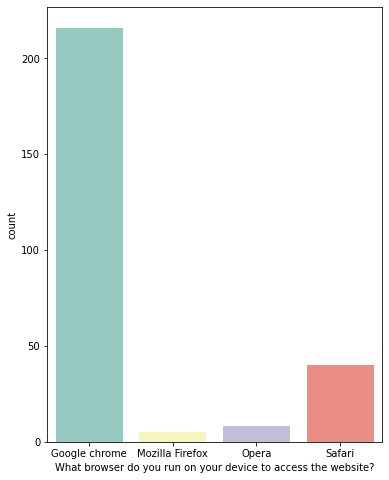 200
150
100
50
0
count
Google chrome Mozilla Firefox Opera Safari
What browser do you run on your device to access the website?